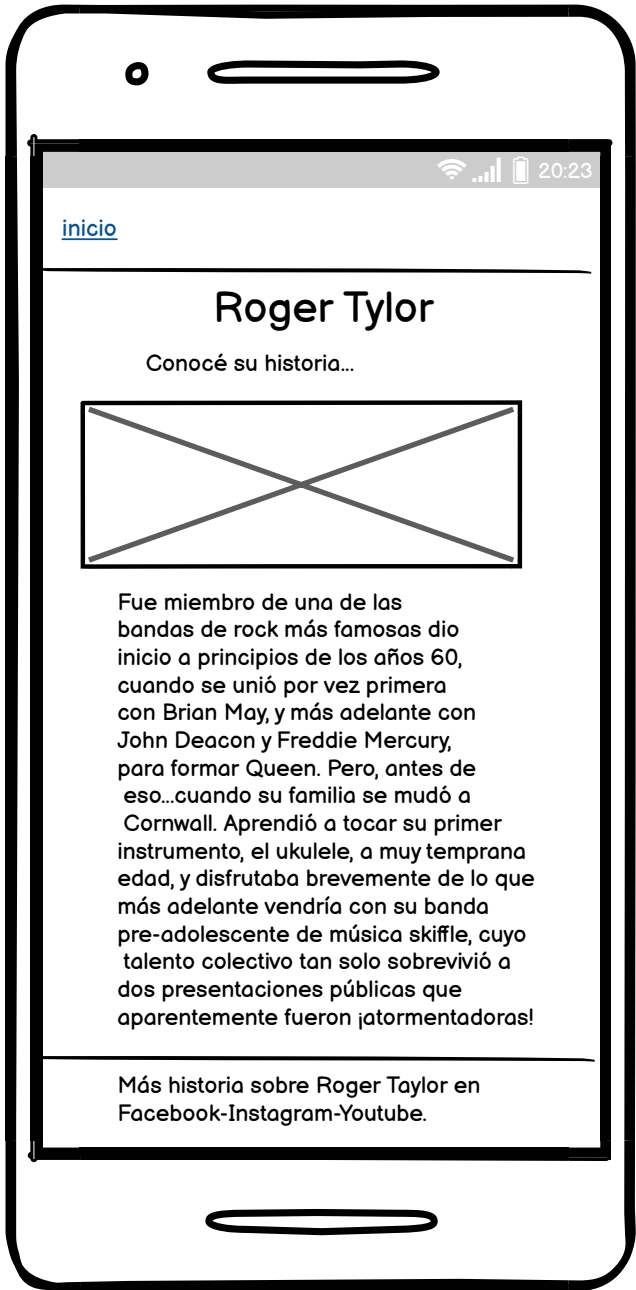 20:23
inicio
Roger Tylor
Conocé su historia...
Fue miembro de una de las
bandas de rock más famosas dio
inicio a principios de los años 60,
cuando se unió por vez primera
con Brian May, y más adelante con
John Deacon y Freddie Mercury,
para formar Queen. Pero, antes de
eso...cuando su familia se mudó a
Cornwall. Aprendió a tocar su primer
instrumento, el ukulele, a muy temprana
edad, y disfrutaba brevemente de lo que
más adelante vendría con su banda
pre-adolescente de música skiffle, cuyo
talento colectivo tan solo sobrevivió a
dos presentaciones públicas que
aparentemente fueron ¡atormentadoras!
Más historia sobre Roger Taylor en
Facebook-Instagram-Youtube.